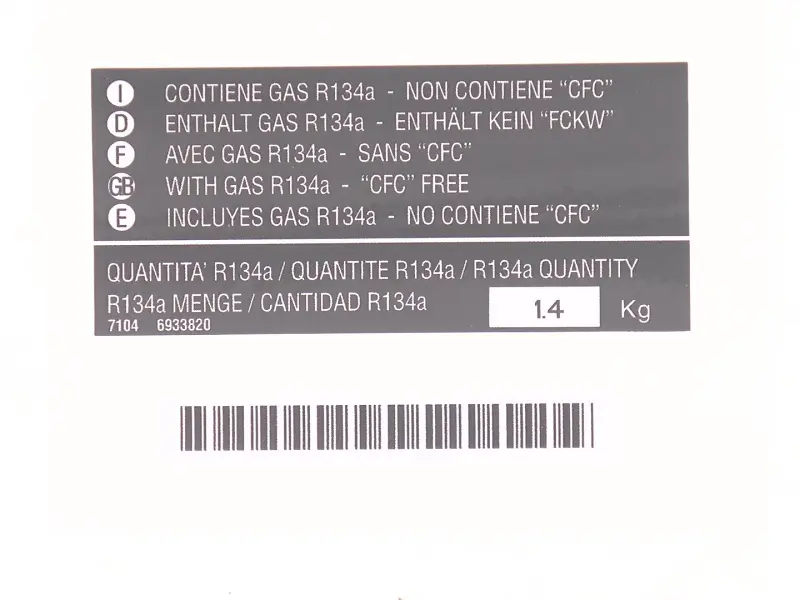 I CONTIENE GAS R134a - NON CONTIENE "CFC"
D ENTHALT GAS R134a - ENTHÄLT KEIN "FCKW"
F AVEC GAS R134a - SANS "CFC"
GB WITH GAS R134a - "CFC" FREE
E INCLUYES GAS R134a - NO CONTIENE "CFC"
QUANTITA' R134a / QUANTITE R134a / R134a QUANTITY
R134a MENGE / CANTIDAD R134a 1.4 Kg
7104 6933820